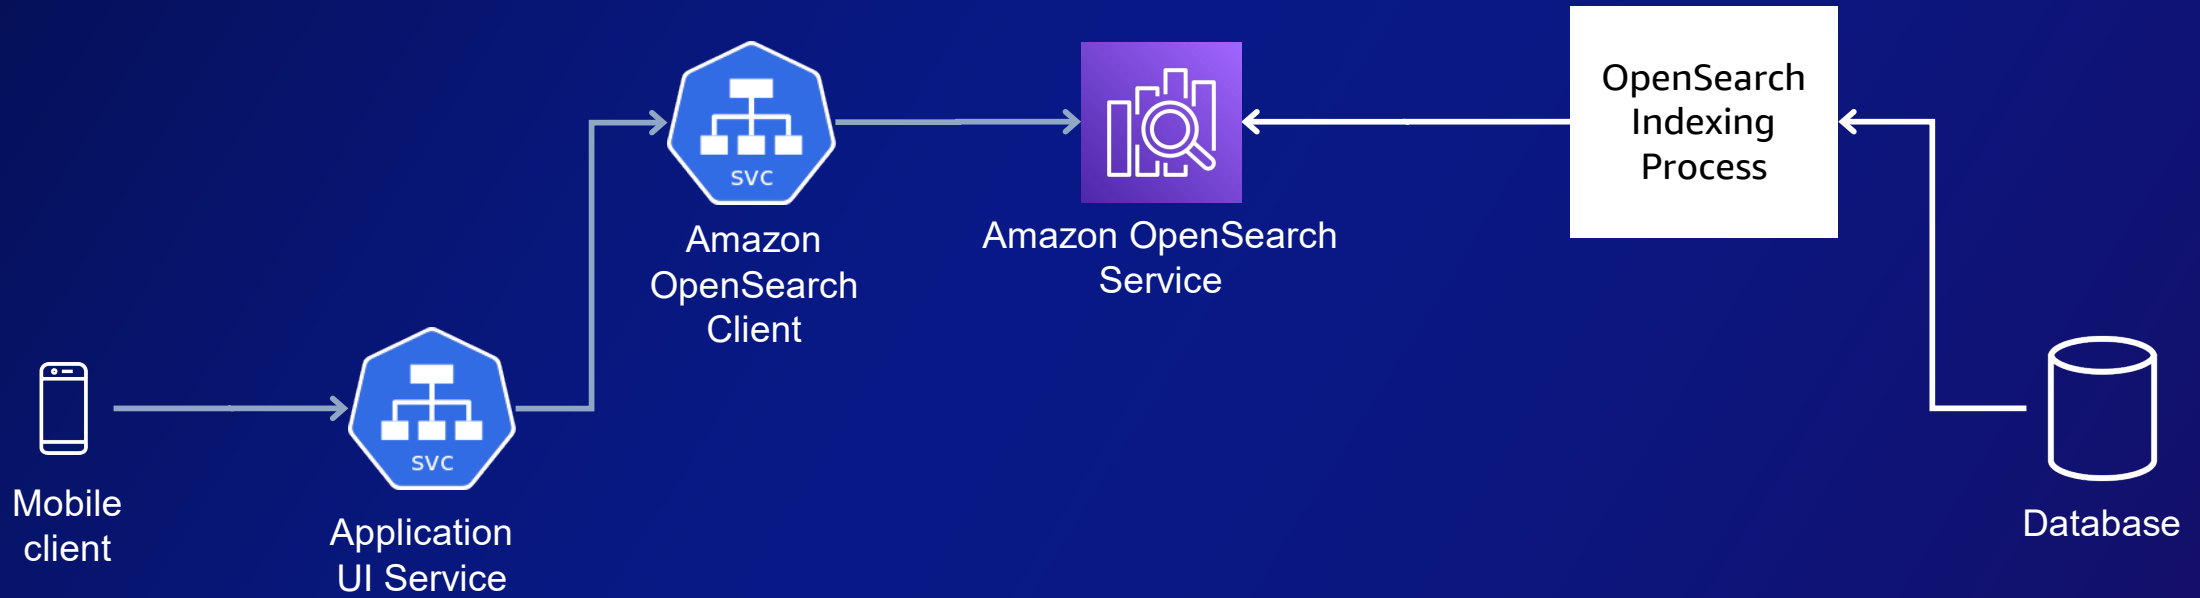 OpenSearch
Indexing
Process
svc
Amazon
OpenSearch
Client
Amazon OpenSearch
Service
svc
Mobile
client
Application
UI Service
Database